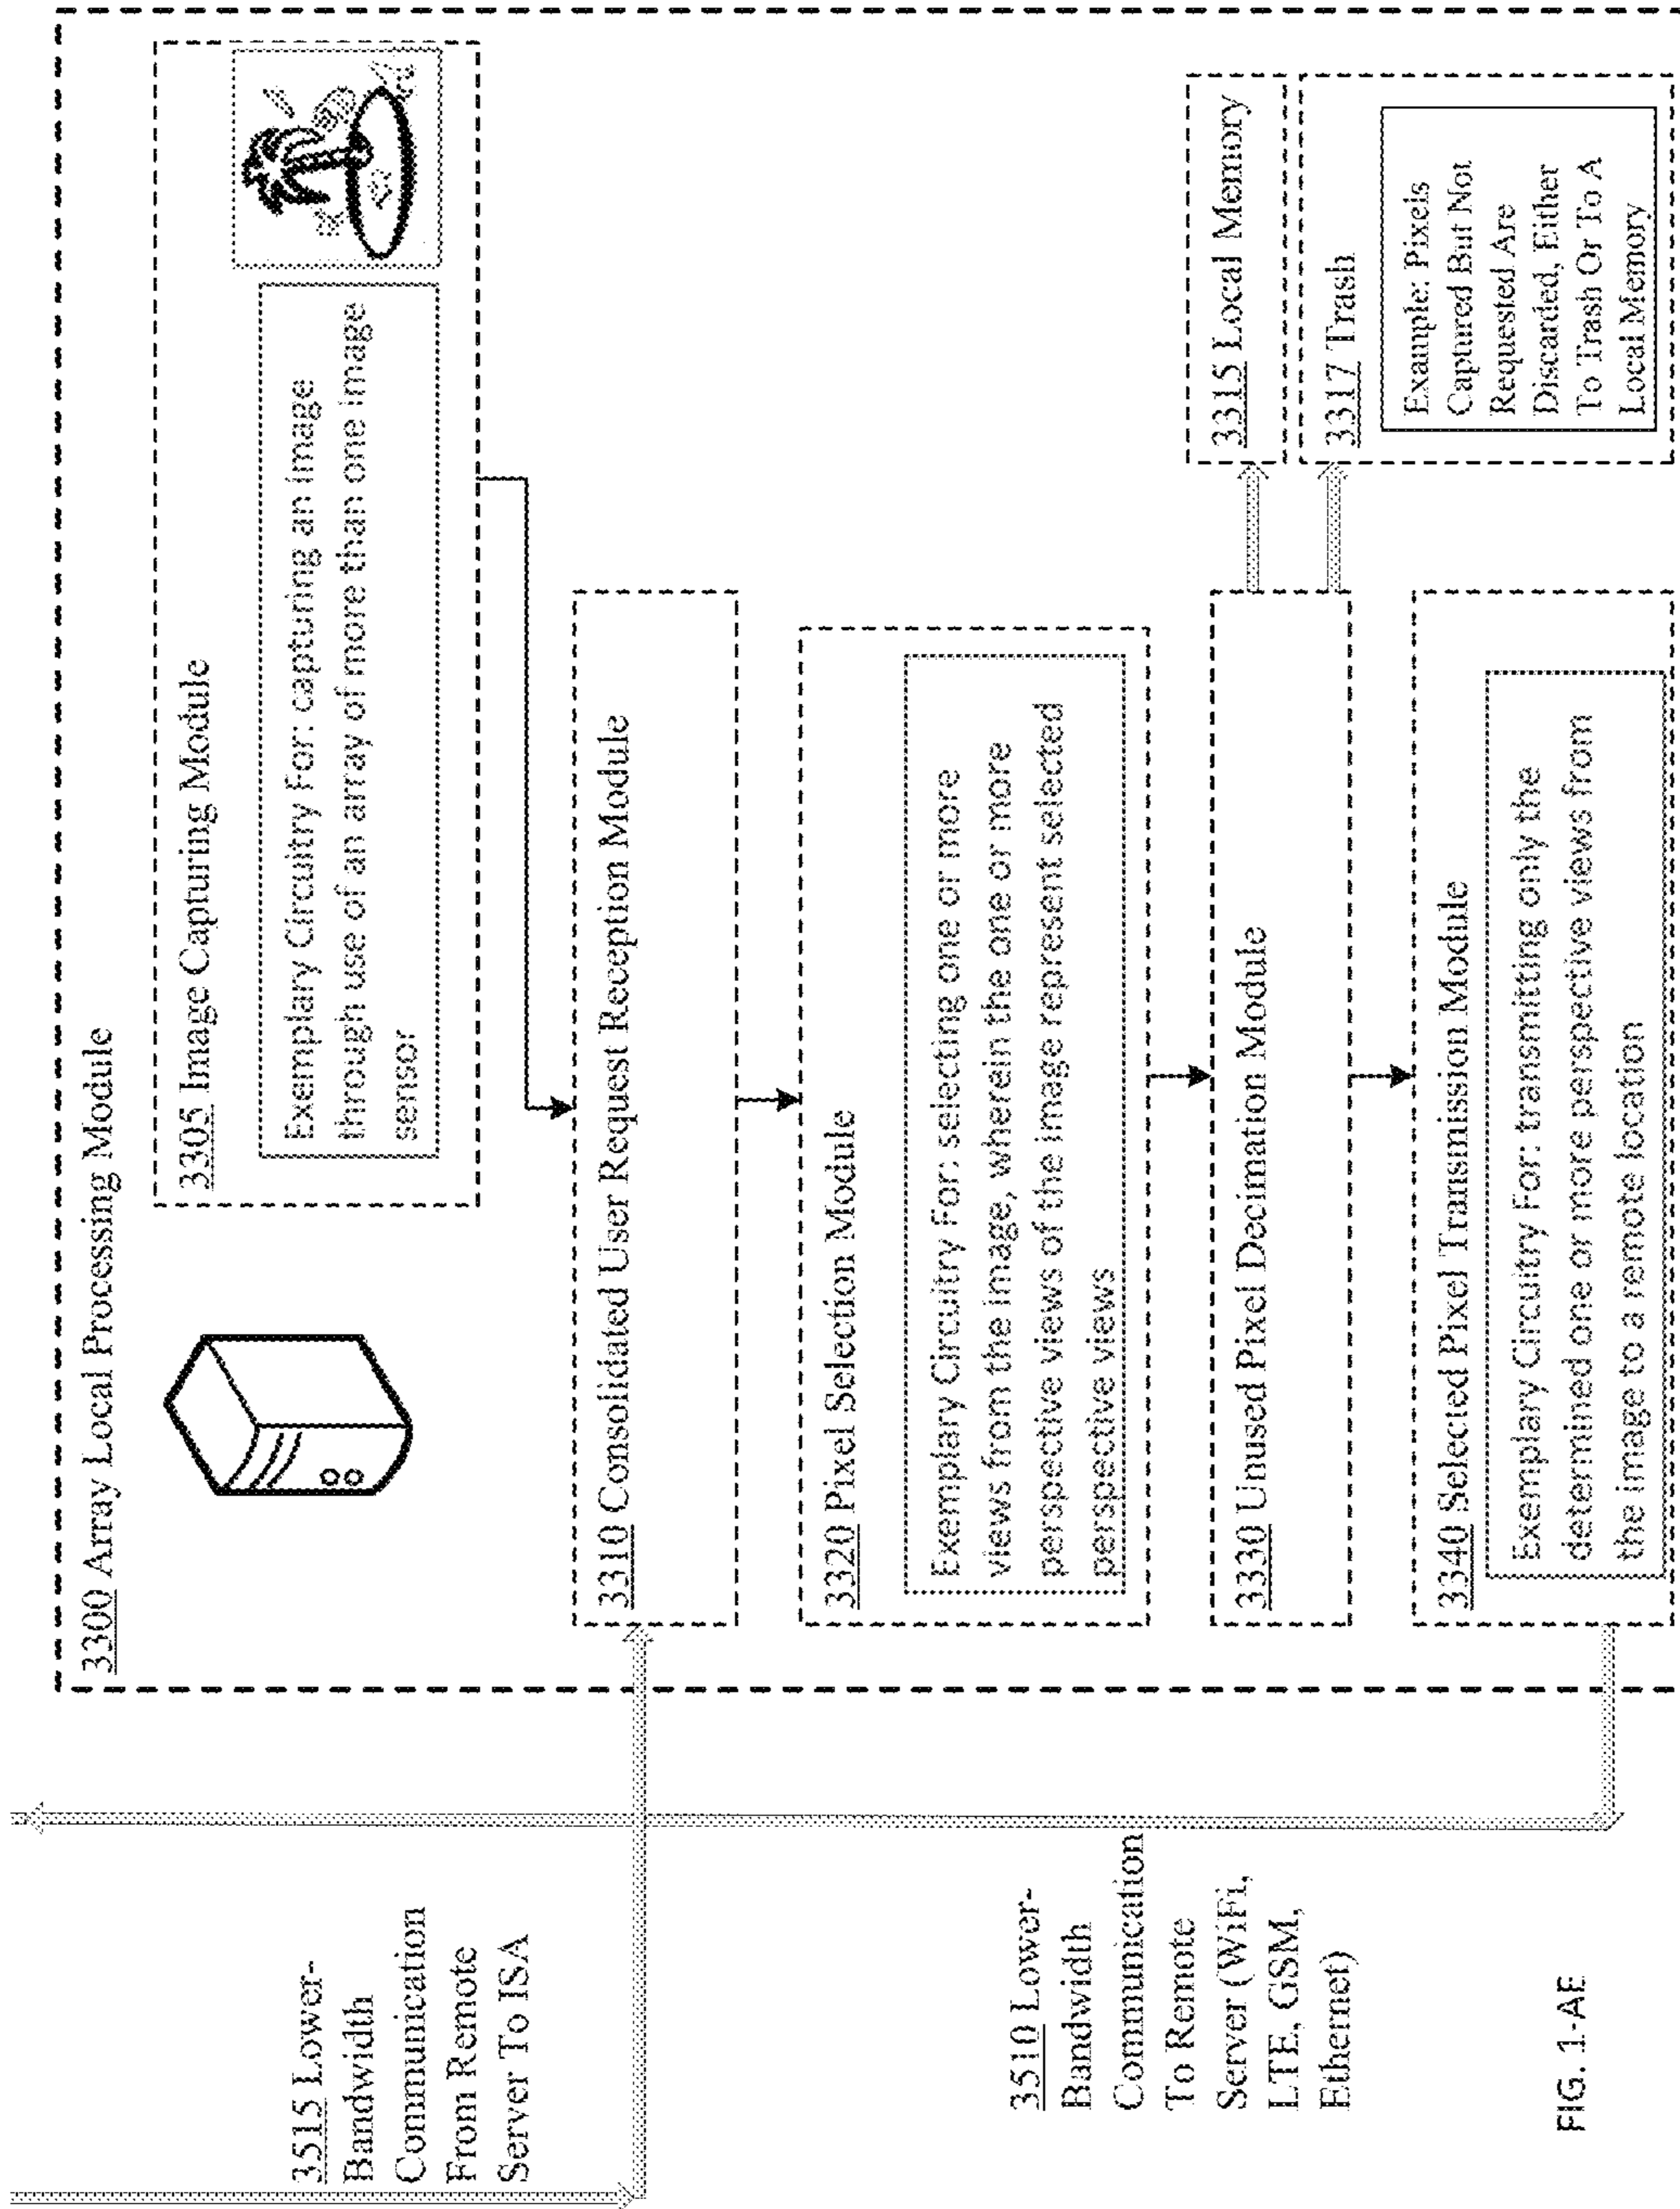 3515 Lower-
Bandwidth
Communication
From Remote
Server To ISA
3510 Lower-
Bandwidth
Communication
To Remote
Server (WiFi,
LTE, GSM,
Ethernet)
3300 Array Local Processing Module
3305 Image Capturing Module
Exemplary Circuitry For: capturing an image
through use of an array of more than one image
sensor
3310 Consolidated User Request Reception Module
3320 Pixel Selection Module
Exemplary Circuitry For: selecting one or more
views from the image, wherein the one or more
perspective views of the image represent selected
perspective views
3330 Unused Pixel Decimation Module
3315 Local Memory
3317 Trash
Example: Pixels
Captured But Not
Requested Are
Discarded, Either
To Trash Or To A
Local Memory
3340 Selected Pixel Transmission Module
Exemplary Circuitry For: transmitting only the
determined one or more perspective views from
the image to a remote location
FIG. 1-AE